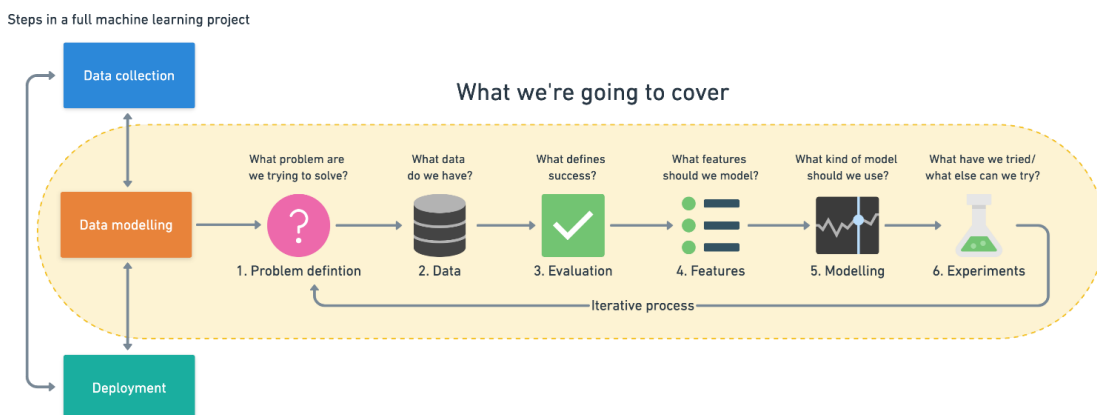 Steps in a full machine learning project
Data collection
What we're going to cover
What problem are
we trying to solve?
What data
do we have?
What defines
success?
What features
should we model?
What kind of model
should we use?
What have we tried/
what else can we try?
Data modelling
?
1. Problem defintion
2. Data
3. Evaluation
4. Features
5. Modelling
6. Experiments
Iterative process
Deployment